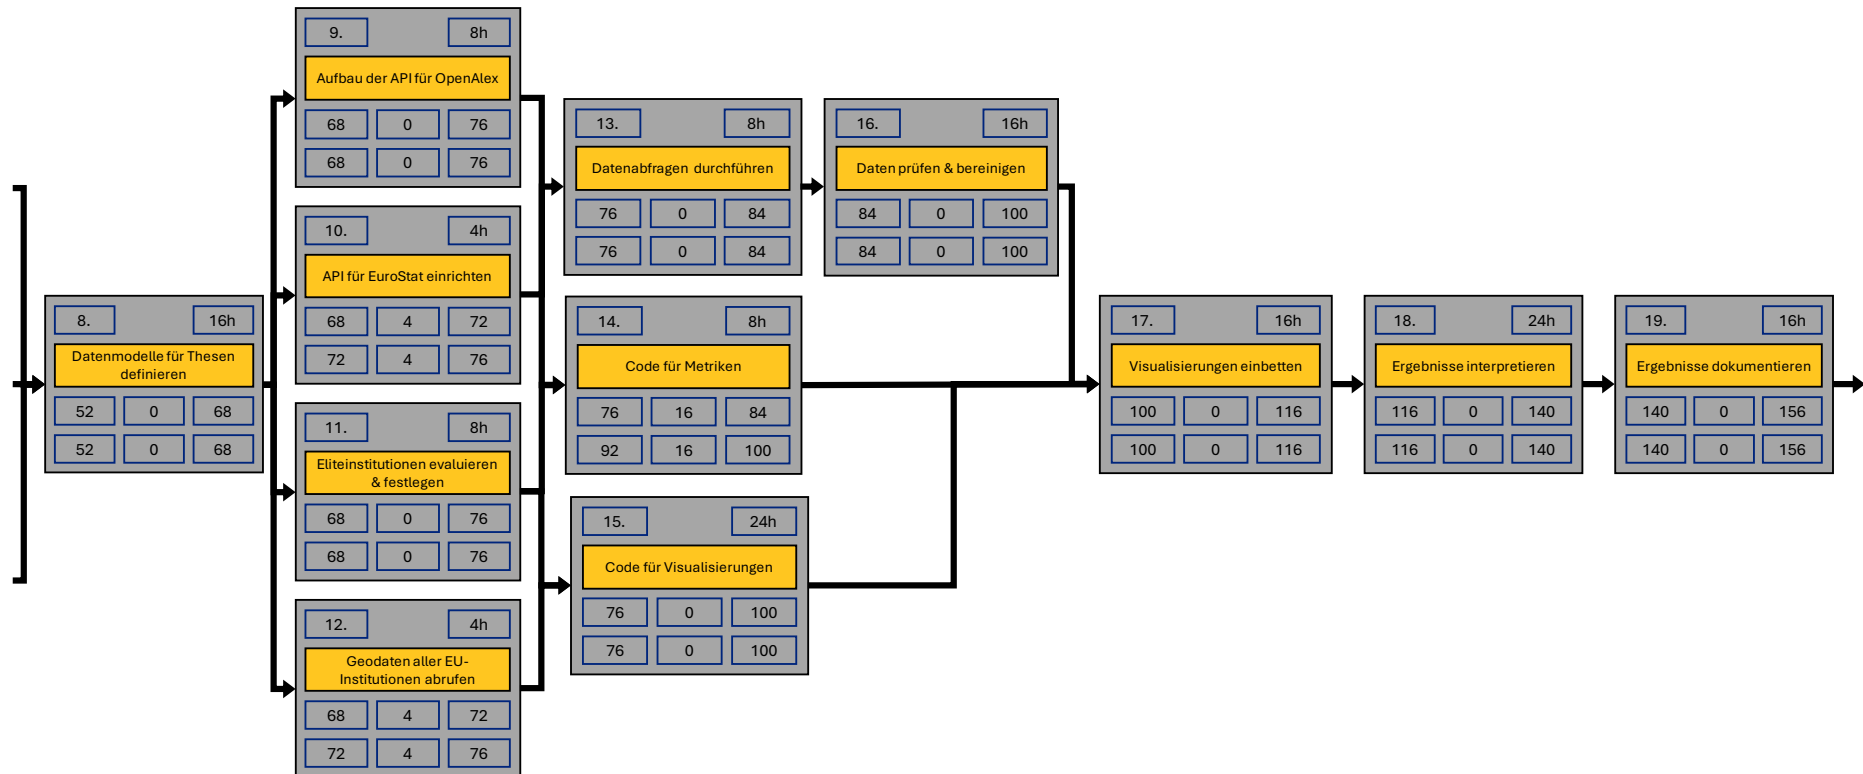 8. 16h
Datenmodelle für Thesen
definieren
52 0 68
52 0 68
9. 8h
Aufbau der API für OpenAlex
68 0 76
68 0 76
10. 4h
API für EuroStat einrichten
68 4 72
72 4 76
11. 8h
Eliteinstitutionen evaluieren
& festlegen
68 0 76
68 0 76
12. 4h
Geodaten aller EU-
Institutionen abrufen
68 4 72
72 4 76
13. 8h
Datenabfragen durchführen
76 0 84
76 0 84
14. 8h
Code für Metriken
76 16 84
92 16 100
15. 24h
Code für Visualisierungen
76 0 100
76 0 100
16. 16h
Daten prüfen & bereinigen
84 0 100
84 0 100
17. 16h
Visualisierungen einbetten
100 0 116
100 0 116
18. 24h
Ergebnisse interpretieren
116 0 140
116 0 140
19. 16h
Ergebnisse dokumentieren
140 0 156
140 0 156